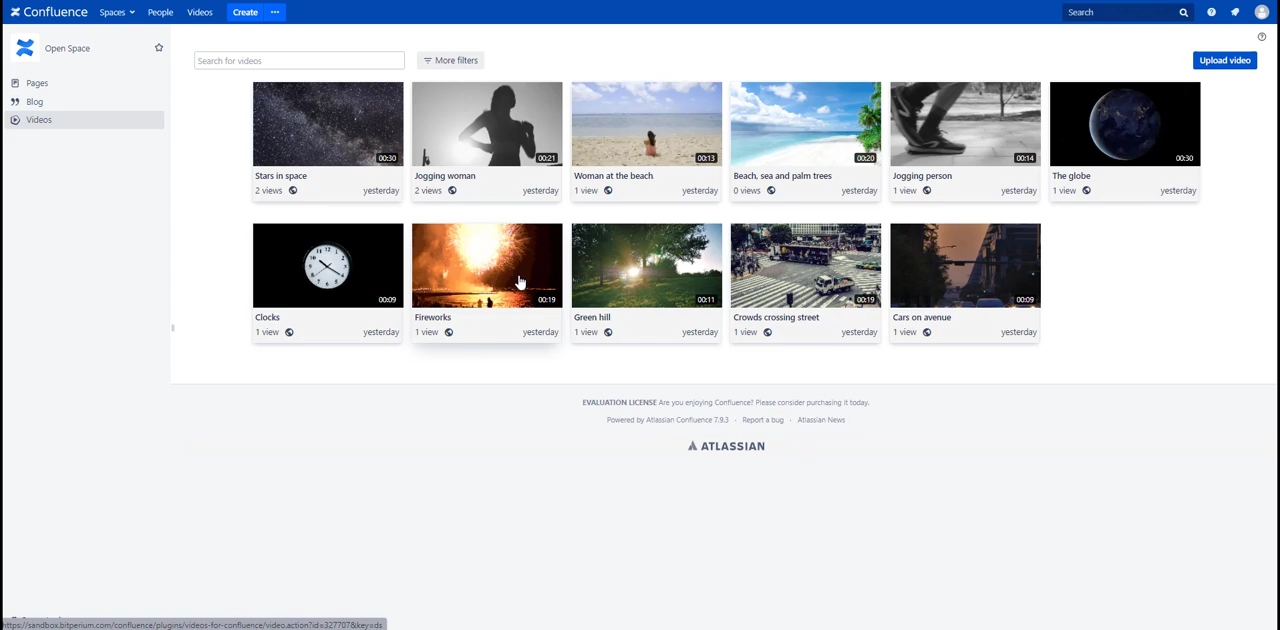 Confluence Spaces People Videos Create ··· Search
Open Space
Pages
Blog
Videos
Search for videos More filters Upload video
00:30 00:21 00:13 00:20 00:14 00:30
Stars in space Jogging woman Woman at the beach Beach, sea and palm trees Jogging person The globe
2 views yesterday 2 views yesterday 1 view yesterday 0 views yesterday 1 view yesterday 1 view yesterday
00:09 00:19 00:11 00:19 00:09
Clocks Fireworks Green hill Crowds crossing street Cars on avenue
1 view yesterday 1 view yesterday 1 view yesterday 1 view yesterday 1 view yesterday
EVALUATION LICENSE Are you enjoying Confluence? Please consider purchasing it today.
Powered by Atlassian Confluence 7.9.3 · Report a bug · Atlassian News
ATLASSIAN
https://sandbox.bitperium.com/confluence/plugins/videos-for-confluence/video.action?id=327707&key=ds